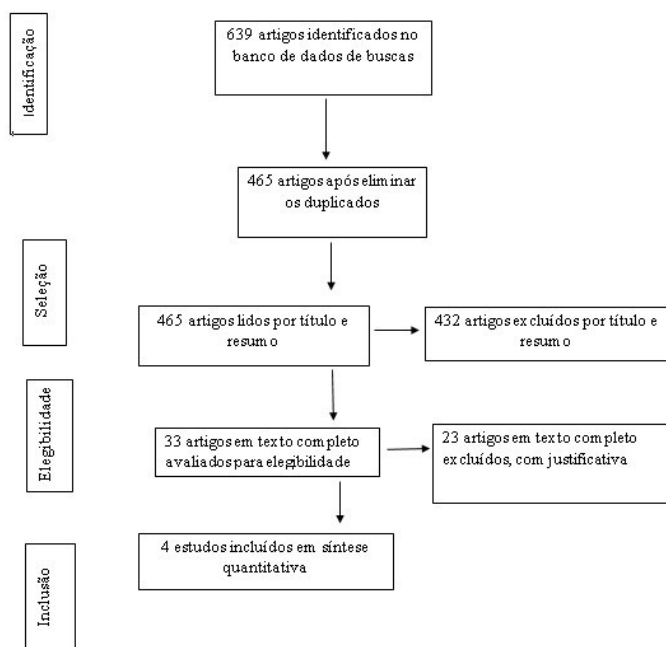 639 artigos identificados no
banco de dados de buscas
Identificação
465 artigos após eliminar
os duplicados
Seleção
465 artigos lidos por título e
resumo
432 artigos excluídos por título e
resumo
Elegibilidade
33 artigos em texto completo
avaliados para elegibilidade
23 artigos em texto completo
excluídos, com justificativa
4 estudos incluídos em síntese
quantitativa
Inclusão